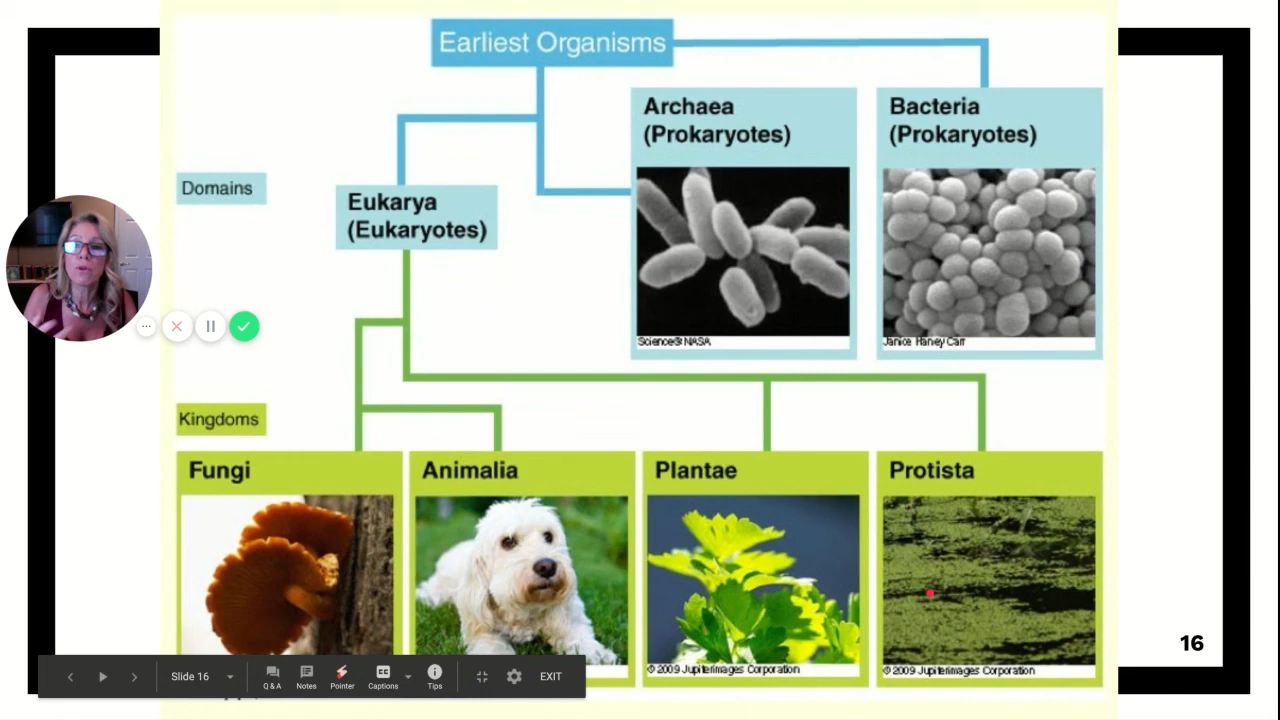 Earliest Organisms
Archaea
(Prokaryotes)
Bacteria
(Prokaryotes)
Domains
Eukarya
(Eukaryotes)
Science@NASA
Janice Haney Carr
Kingdoms
Fungi
Animalia
Plantae
Protista
© 2009 Jupiterimages Corporation
© 2009 Jupiterimages Corporation
16
Slide 16
Q & A
Notes
Pointer
CC
Captions
Tips
EXIT